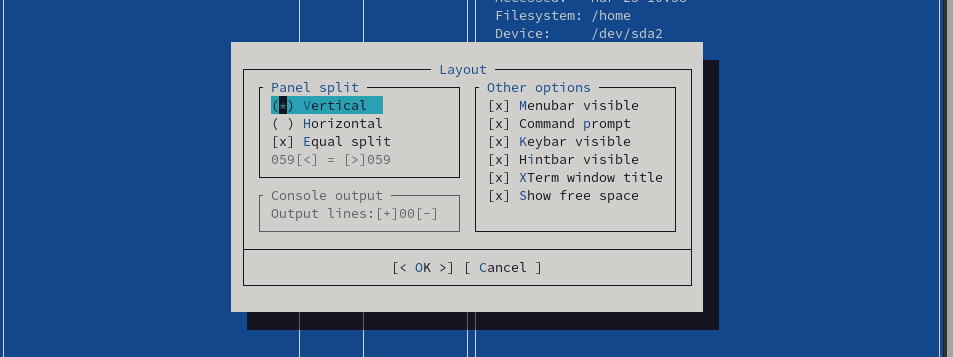 Filesystem: /home
Device:     /dev/sda2
Layout
Panel split
(*) Vertical
( ) Horizontal
[x] Equal split
059[<] = [>]059
Console output
Output lines:[+]00[-]
Other options
[x] Menubar visible
[x] Command prompt
[x] Keybar visible
[x] Hintbar visible
[x] XTerm window title
[x] Show free space
[< OK >] [ Cancel ]